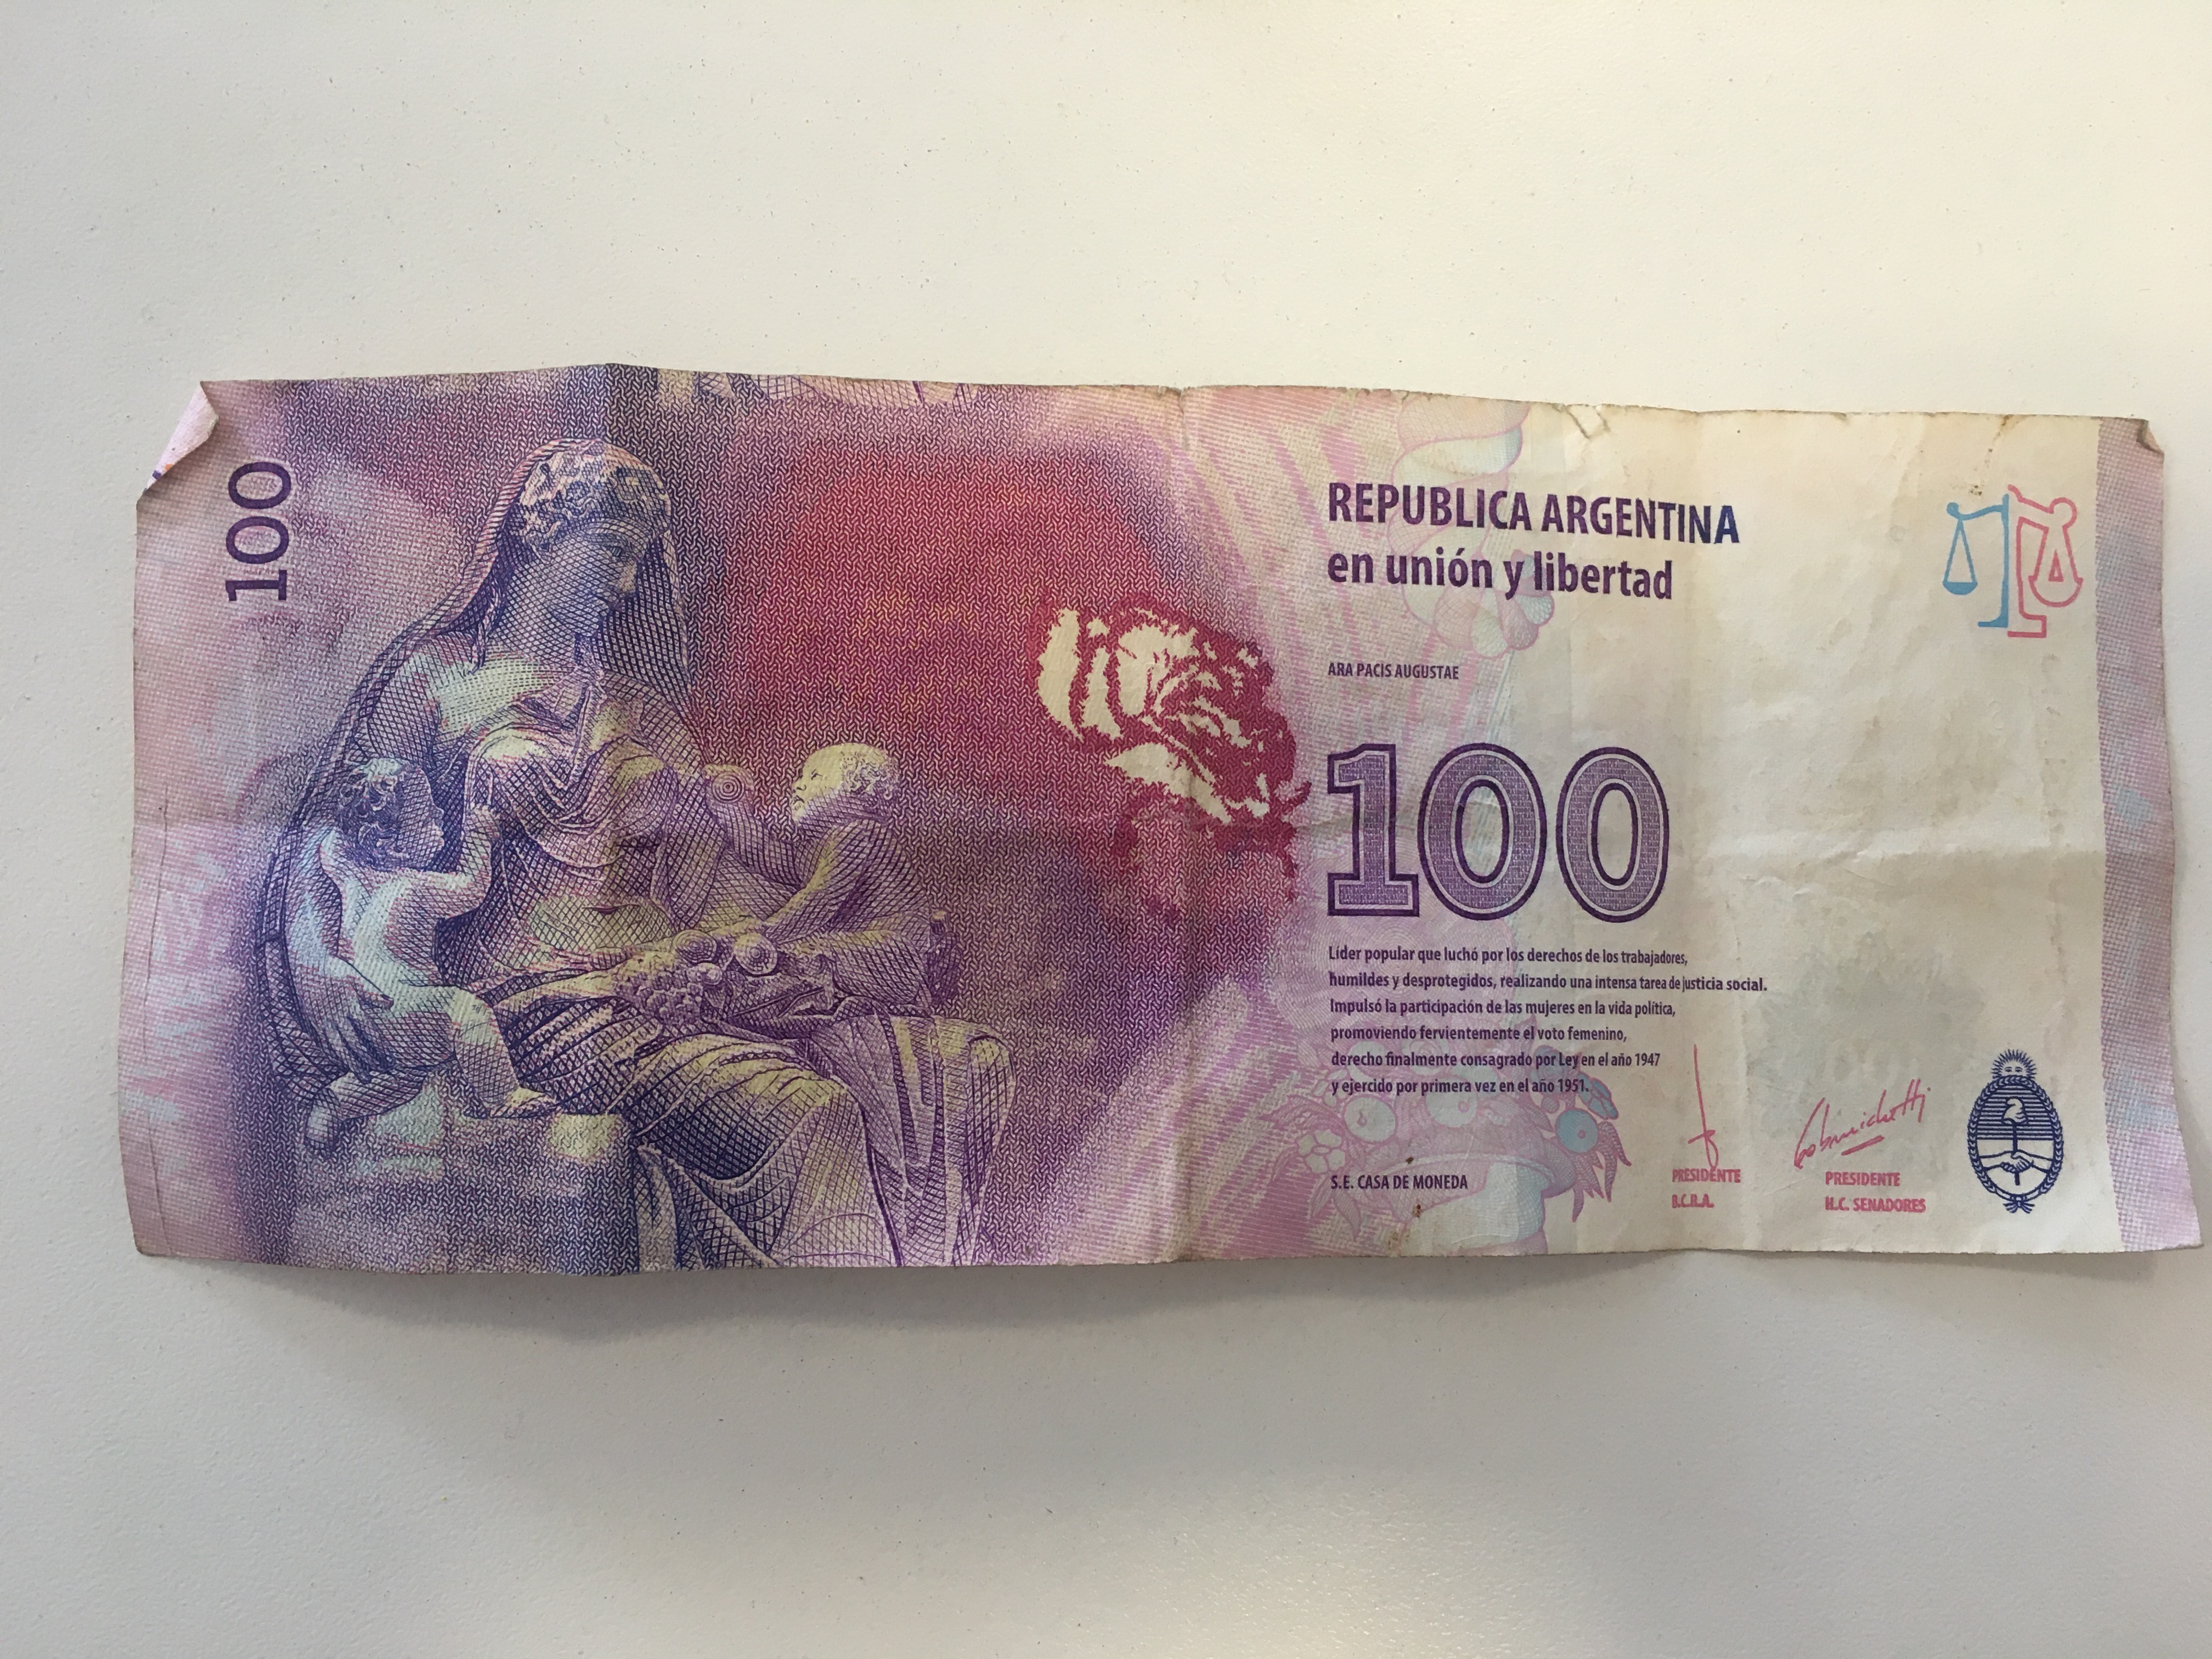 100
REPUBLICA ARGENTINA
en unión y libertad
ARA PACIS AUGUSTAE
100
Líder popular que luchó por los derechos de los trabajadores,
humildes y desprotegidos, realizando una intensa tarea de justicia social.
Impulsó la participación de las mujeres en la vida política,
promoviendo fervientemente el voto femenino,
derecho finalmente consagrado por Ley en el año 1947
y ejercido por primera vez en el año 1951.
S.E. CASA DE MONEDA
PRESIDENTE
B.C.R.A.
PRESIDENTE
H.C. SENADORES